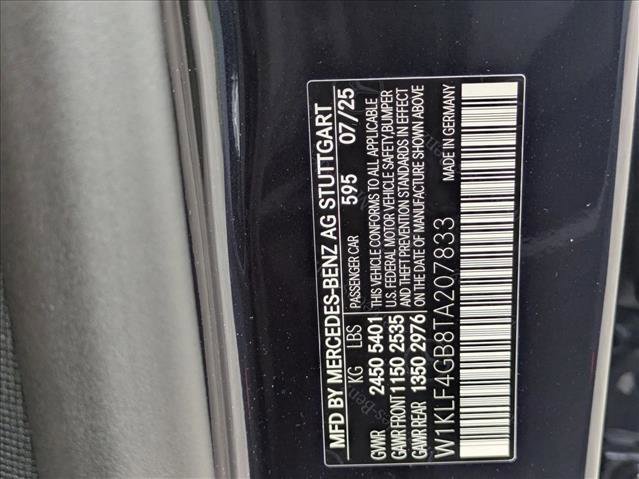 MFD BY MERCEDES-BENZ AG STUTTGART
KG LBS PASSENGER CAR 595 07/25
GVWR 2450 5401 THIS VEHICLE CONFORMS TO ALL APPLICABLE
GAWR FRONT 1150 2535 U.S. FEDERAL MOTOR VEHICLE SAFETY, BUMPER
AND THEFT PREVENTION STANDARDS IN EFFECT
GAWR REAR 1350 2976 ON THE DATE OF MANUFACTURE SHOWN ABOVE
W1KLF4GB8TA207833 MADE IN GERMANY